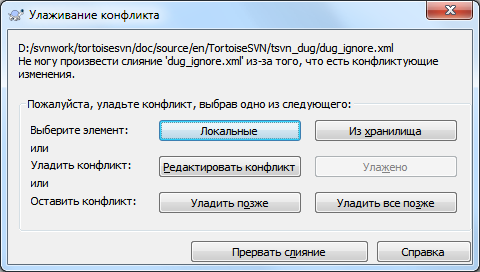 Улаживание конфликта
D:/svnwork/tortoisesvn/doc/source/en/TortoiseSVN/tsvn_dug/dug_ignore.xml
Не могу произвести слияние 'dug_ignore.xml' из-за того, что есть конфликтующие
изменения.
Пожалуйста, уладьте конфликт, выбрав одно из следующего:
Выберите элемент: Локальные Из хранилища
или
Уладить конфликт: Редактировать конфликт Улажено
или
Оставить конфликт: Уладить позже Уладить все позже
Прервать слияние Справка